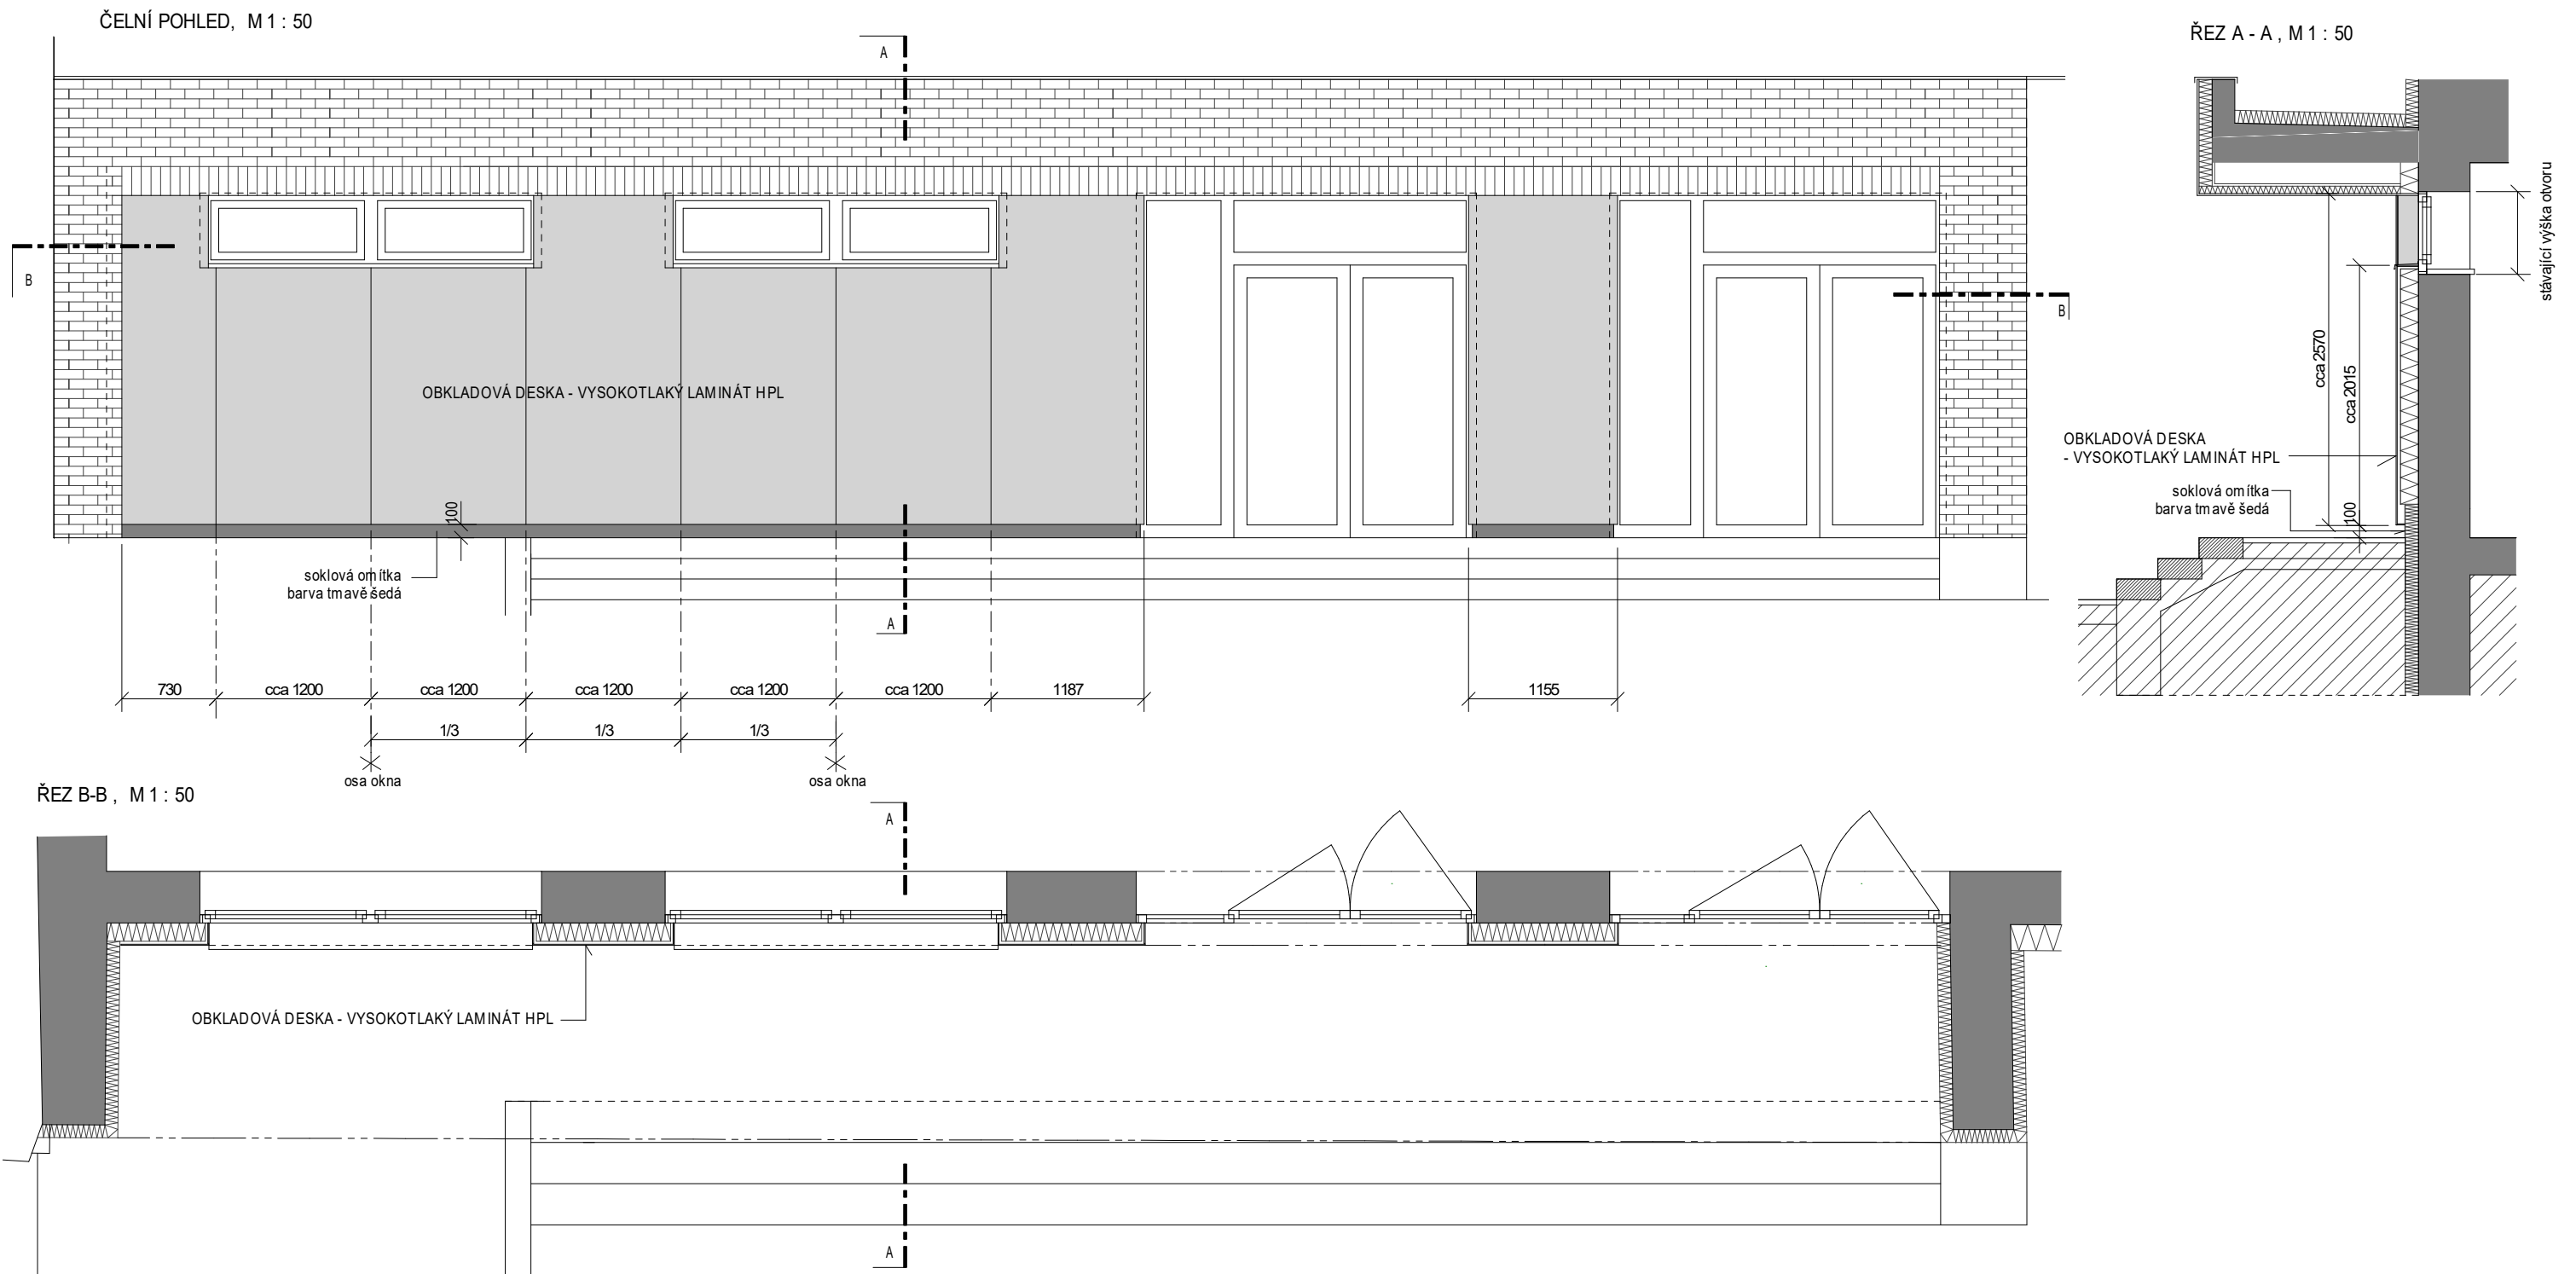 ČELNÍ POHLED, M 1 : 50
ŘEZ A - A , M 1 : 50
A
B
B
OBKLADOVÁ DESKA - VYSOKOTLAKÝ LAMINÁT HPL
100
soklová omítka
barva tmavě šedá
A
730
cca 1200
cca 1200
cca 1200
cca 1200
cca 1200
1187
1155
1/3
1/3
1/3
osa okna
osa okna
stávající výška otvoru
cca 2570
cca 2015
100
OBKLADOVÁ DESKA
- VYSOKOTLAKÝ LAMINÁT HPL
soklová omítka
barva tmavě šedá
ŘEZ B-B , M 1 : 50
A
OBKLADOVÁ DESKA - VYSOKOTLAKÝ LAMINÁT HPL
A